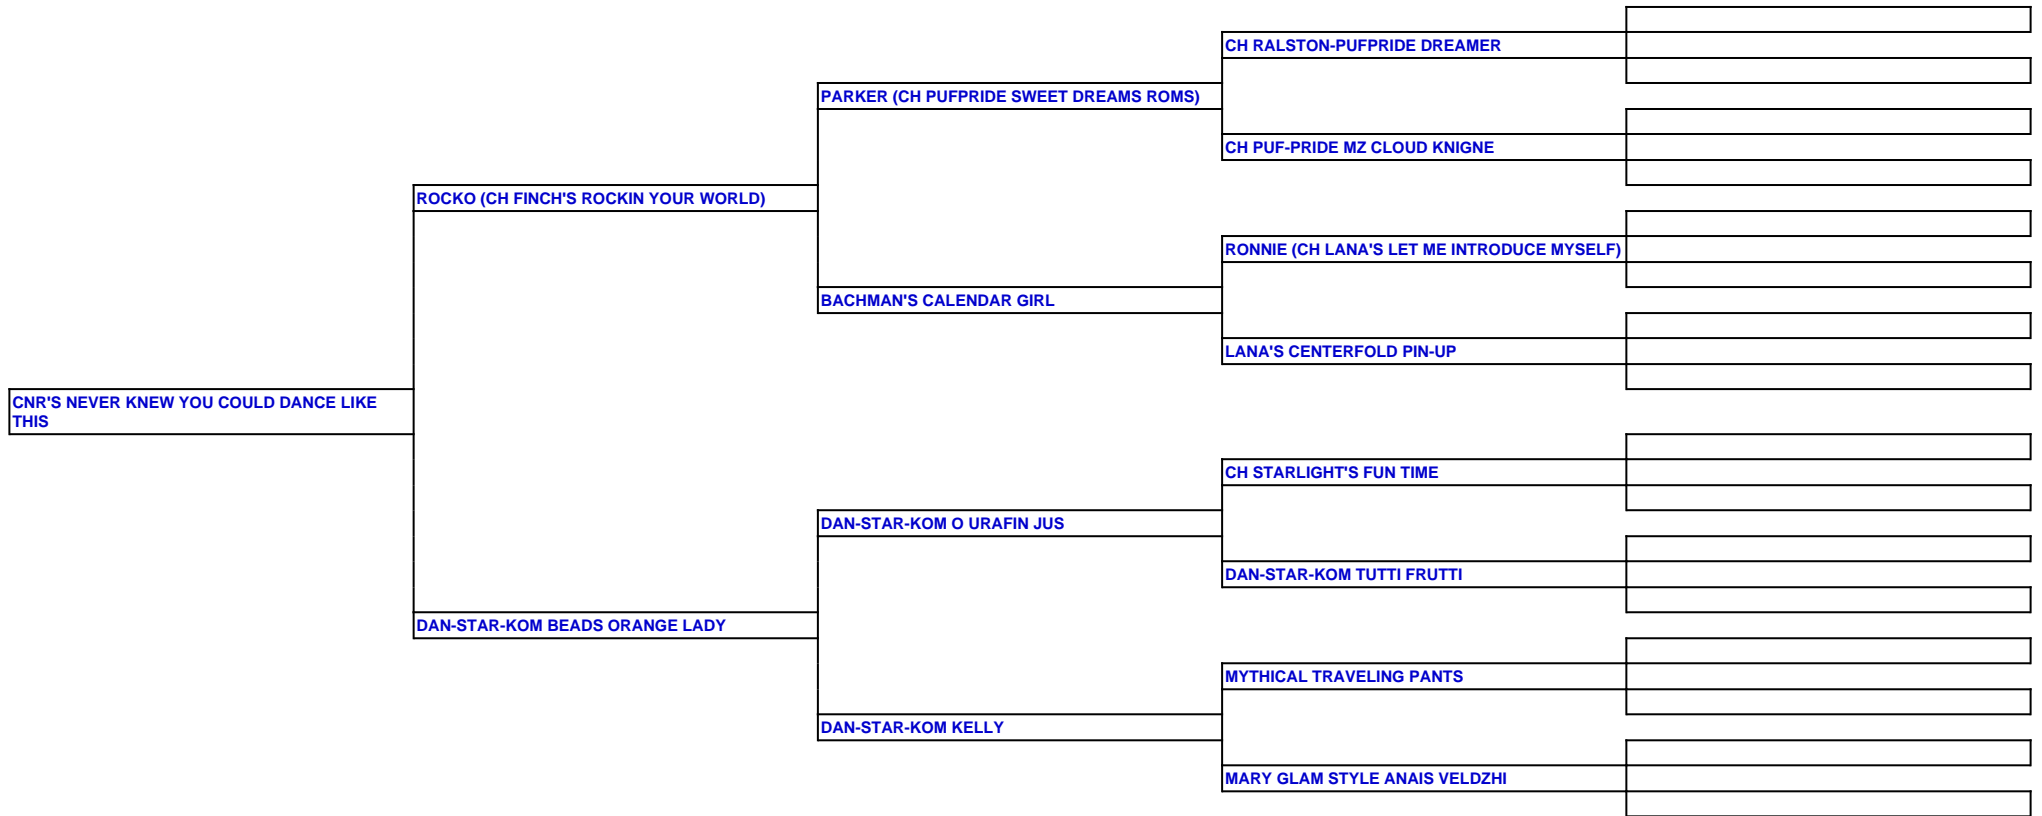 CH RALSTON-PUFPRIDE DREAMER
PARKER (CH PUFPRIDE SWEET DREAMS ROMS)
CH PUF-PRIDE MZ CLOUD KNIGNE
ROCKO (CH FINCH'S ROCKIN YOUR WORLD)
RONNIE (CH LANA'S LET ME INTRODUCE MYSELF)
BACHMAN'S CALENDAR GIRL
LANA'S CENTERFOLD PIN-UP
CNR'S NEVER KNEW YOU COULD DANCE LIKE
THIS
CH STARLIGHT'S FUN TIME
DAN-STAR-KOM O URAFIN JUS
DAN-STAR-KOM TUTTI FRUTTI
DAN-STAR-KOM BEADS ORANGE LADY
MYTHICAL TRAVELING PANTS
DAN-STAR-KOM KELLY
MARY GLAM STYLE ANAIS VELDZHI